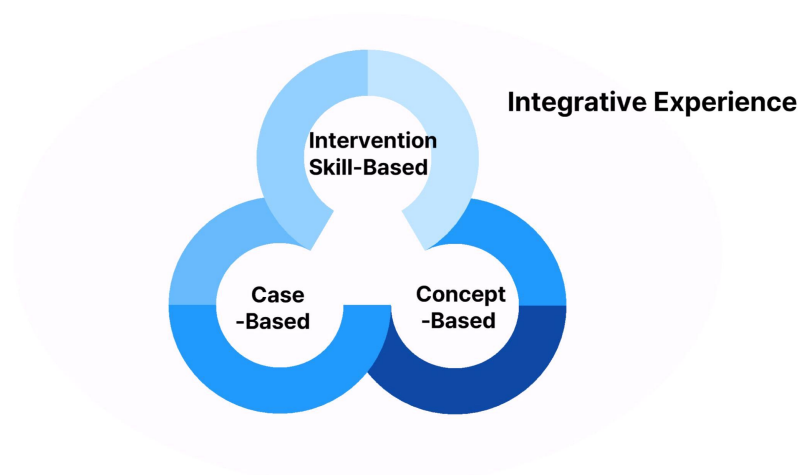 Integrative Experience
Intervention
Skill-Based
Case
-Based
Concept
-Based